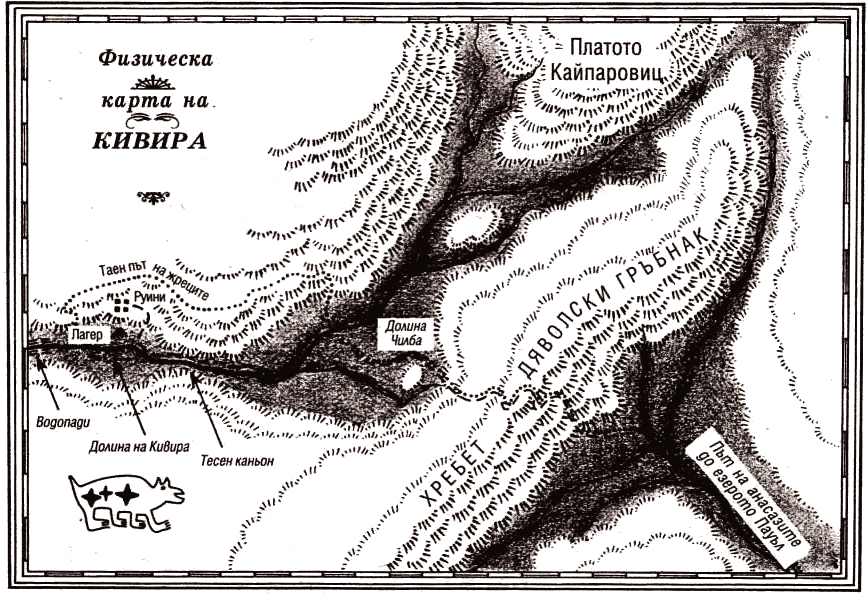 Физическа
карта на
КИВИРА
Платото
Кайпаровиц
Таен път на жреците
Руини
Лагер
Долина
Чилба
ХРЕБЕТ ДЯВОЛСКИ ГРЪБНАК
Водопади
Долина на Кивира
Тесен каньон
Път на анасазите
до езерото Пауъл